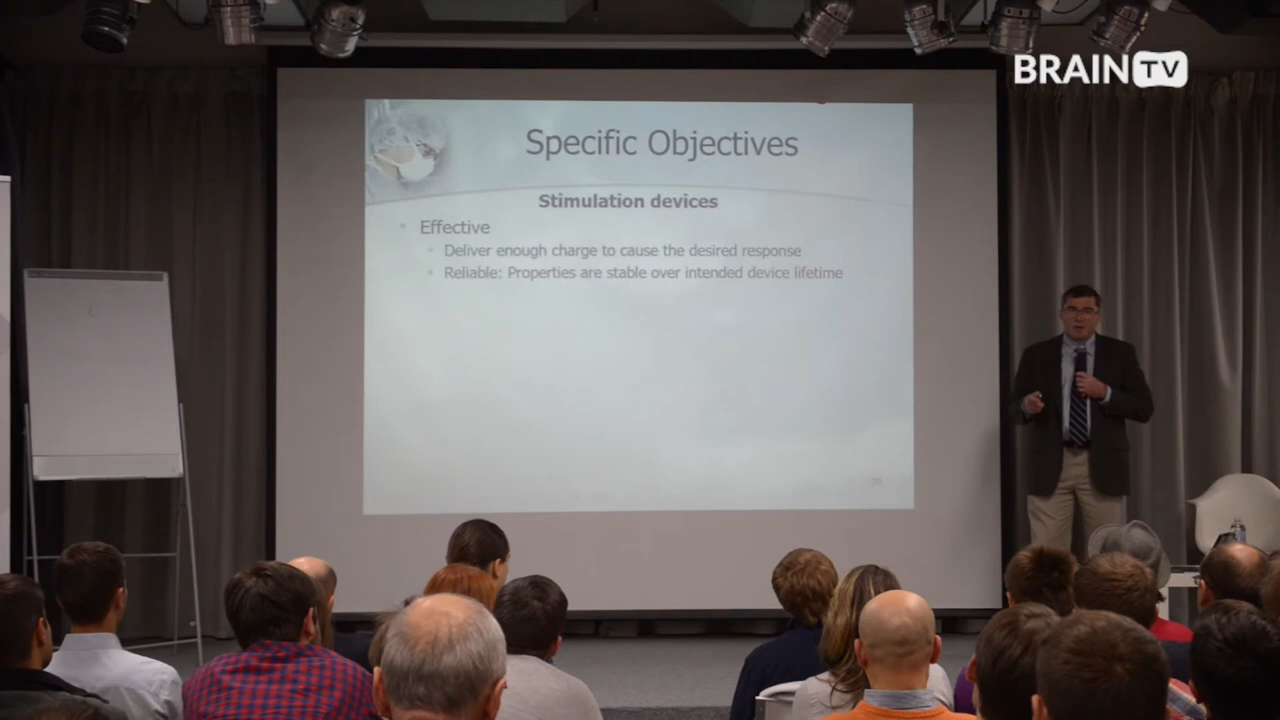 BRAIN TV
Specific Objectives
Stimulation devices
Effective
Deliver enough charge to cause the desired response
Reliable: Properties are stable over intended device lifetime